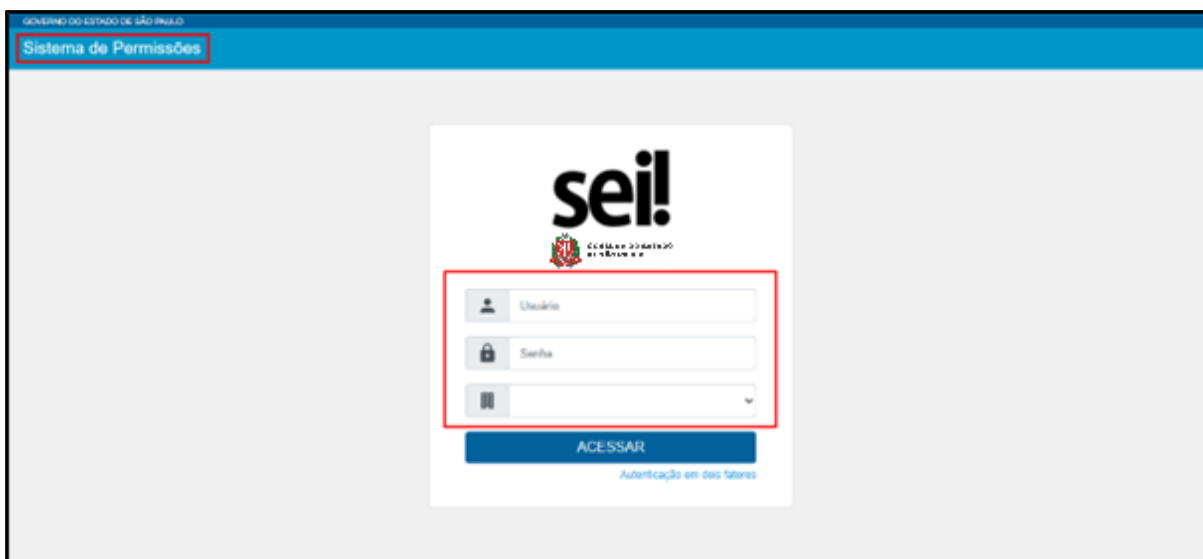 GOVERNO DO ESTADO DE SÃO PAULO
Sistema de Permissões
sei!
Usuário
Senha
ACESSAR
Autenticação em dois fatores